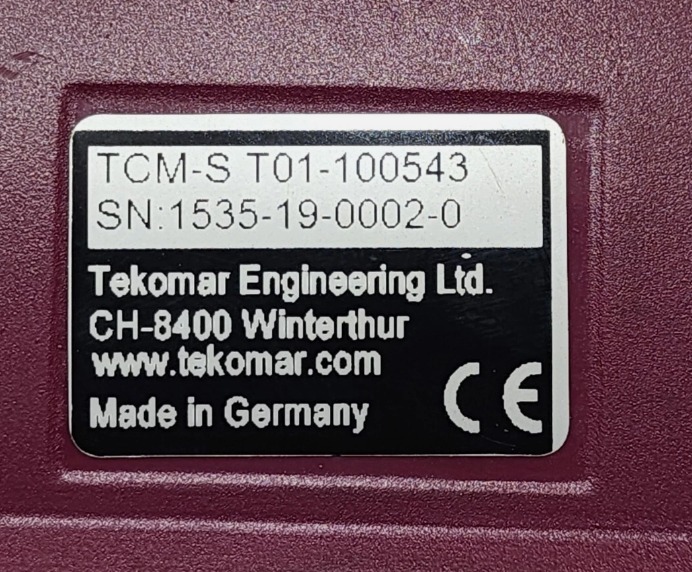 TCM-S T01-100543
SN:1535-19-0002-0
Tekomar Engineering Ltd.
CH-8400 Winterthur
www.tekomar.com
Made in Germany
CE